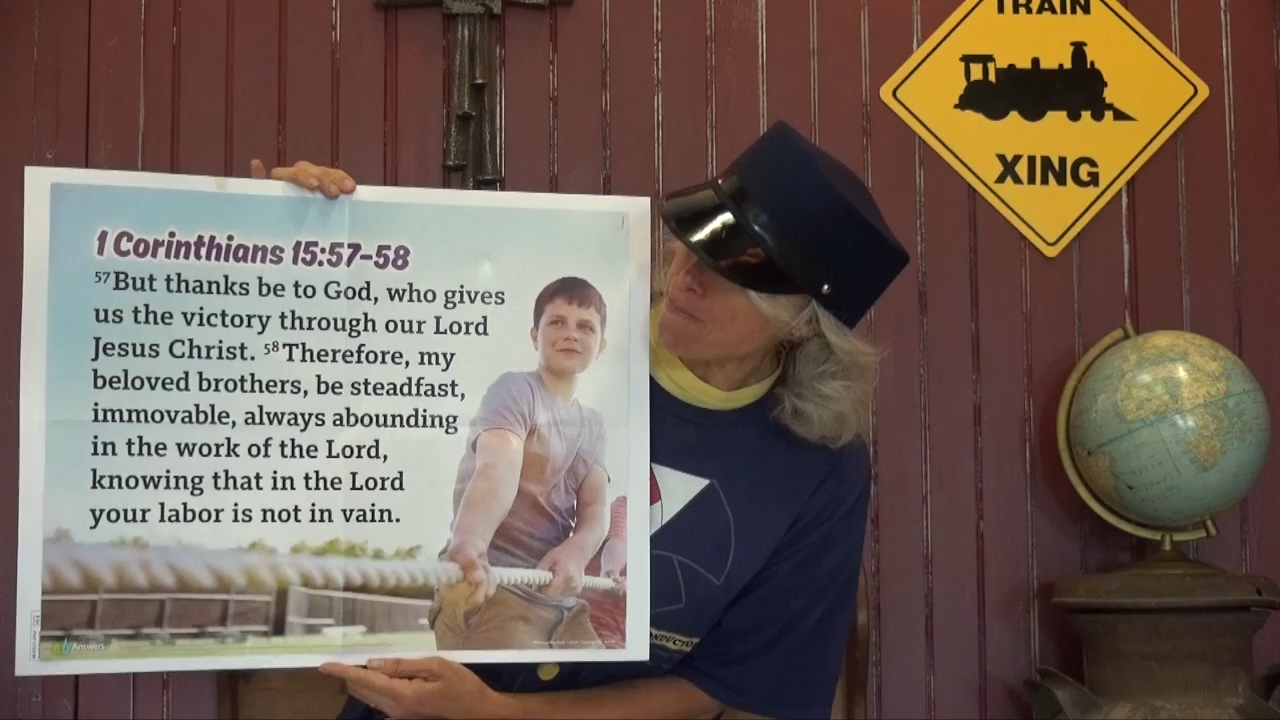 TRAIN
XING
1 Corinthians 15:57-58
57But thanks be to God, who gives
us the victory through our Lord
Jesus Christ. 58Therefore, my
beloved brothers, be steadfast,
immovable, always abounding
in the work of the Lord,
knowing that in the Lord
your labor is not in vain.
Answers
CONDUCTOR